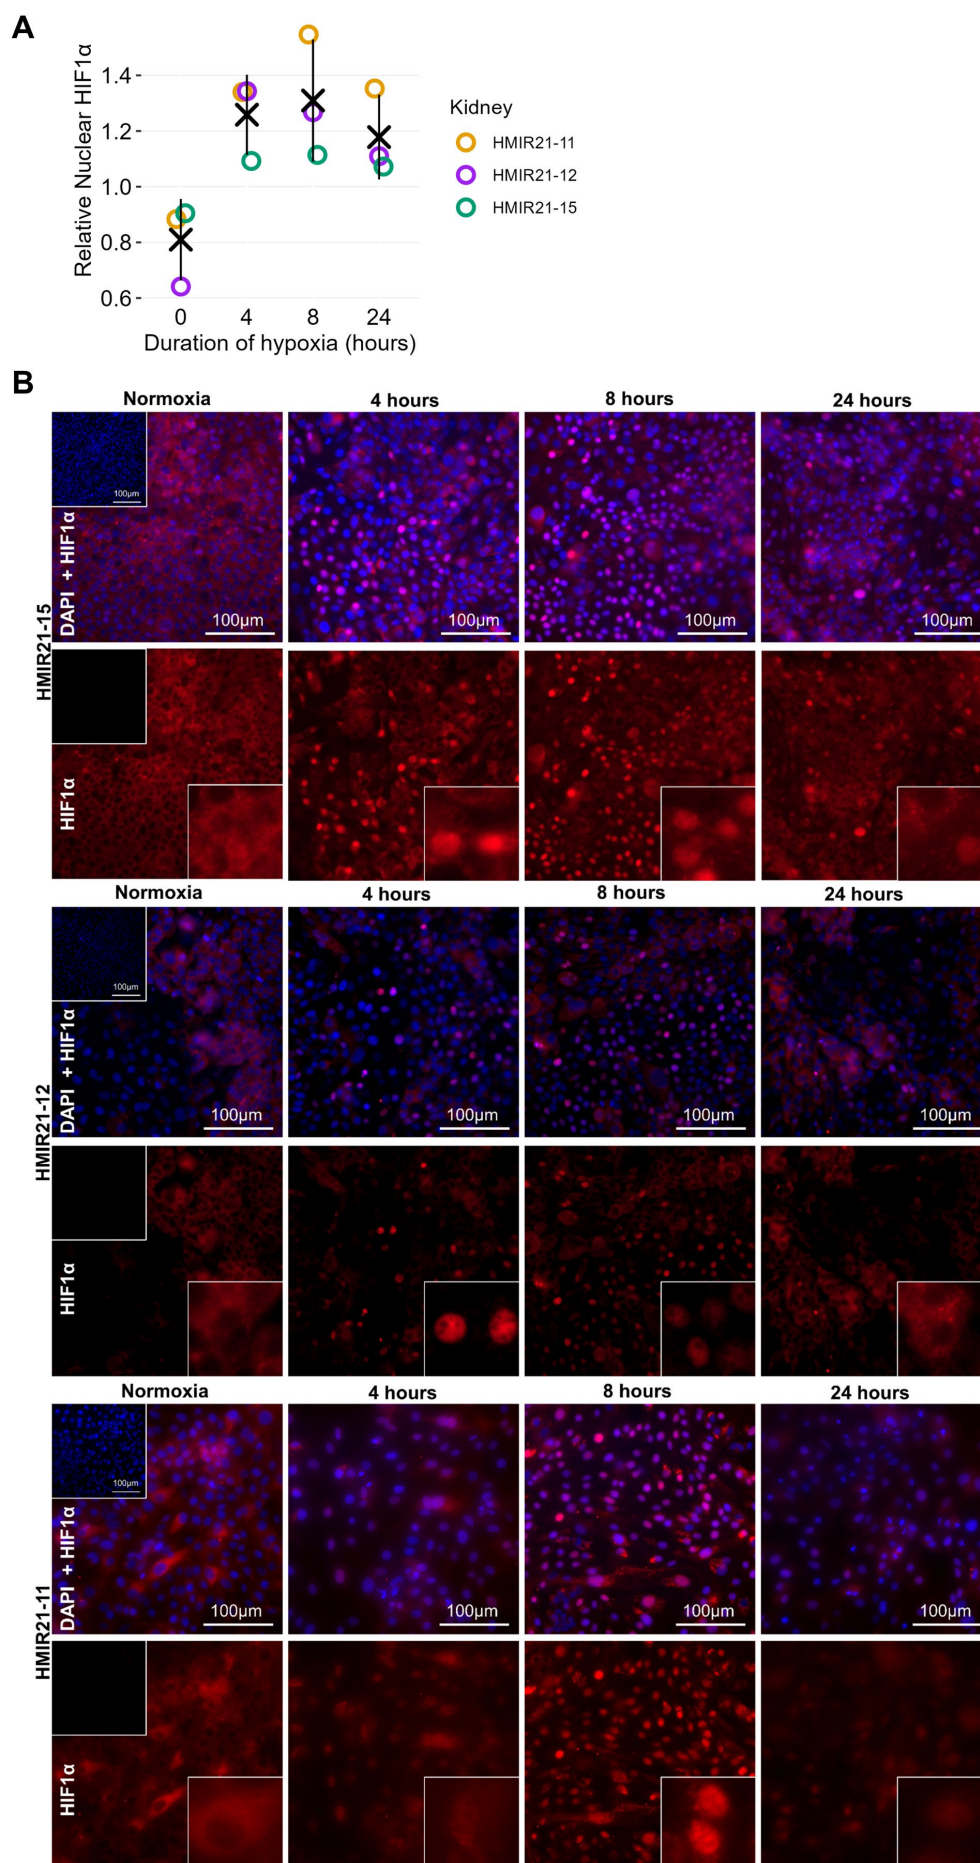 A
Relative Nuclear HIF1α
1.4
1.2
1.0
0.8
0.6
0 4 8 24
Duration of hypoxia (hours)
Kidney
HMIR21-11
HMIR21-12
HMIR21-15
B
Normoxia 4 hours 8 hours 24 hours
HMIR21-15
DAPI + HIF1α
100µm
100µm 100µm 100µm 100µm
HIF1α
Normoxia 4 hours 8 hours 24 hours
HMIR21-12
DAPI + HIF1α
100µm
100µm 100µm 100µm 100µm
HIF1α
Normoxia 4 hours 8 hours 24 hours
HMIR21-11
DAPI + HIF1α
100µm
100µm 100µm 100µm 100µm
HIF1α